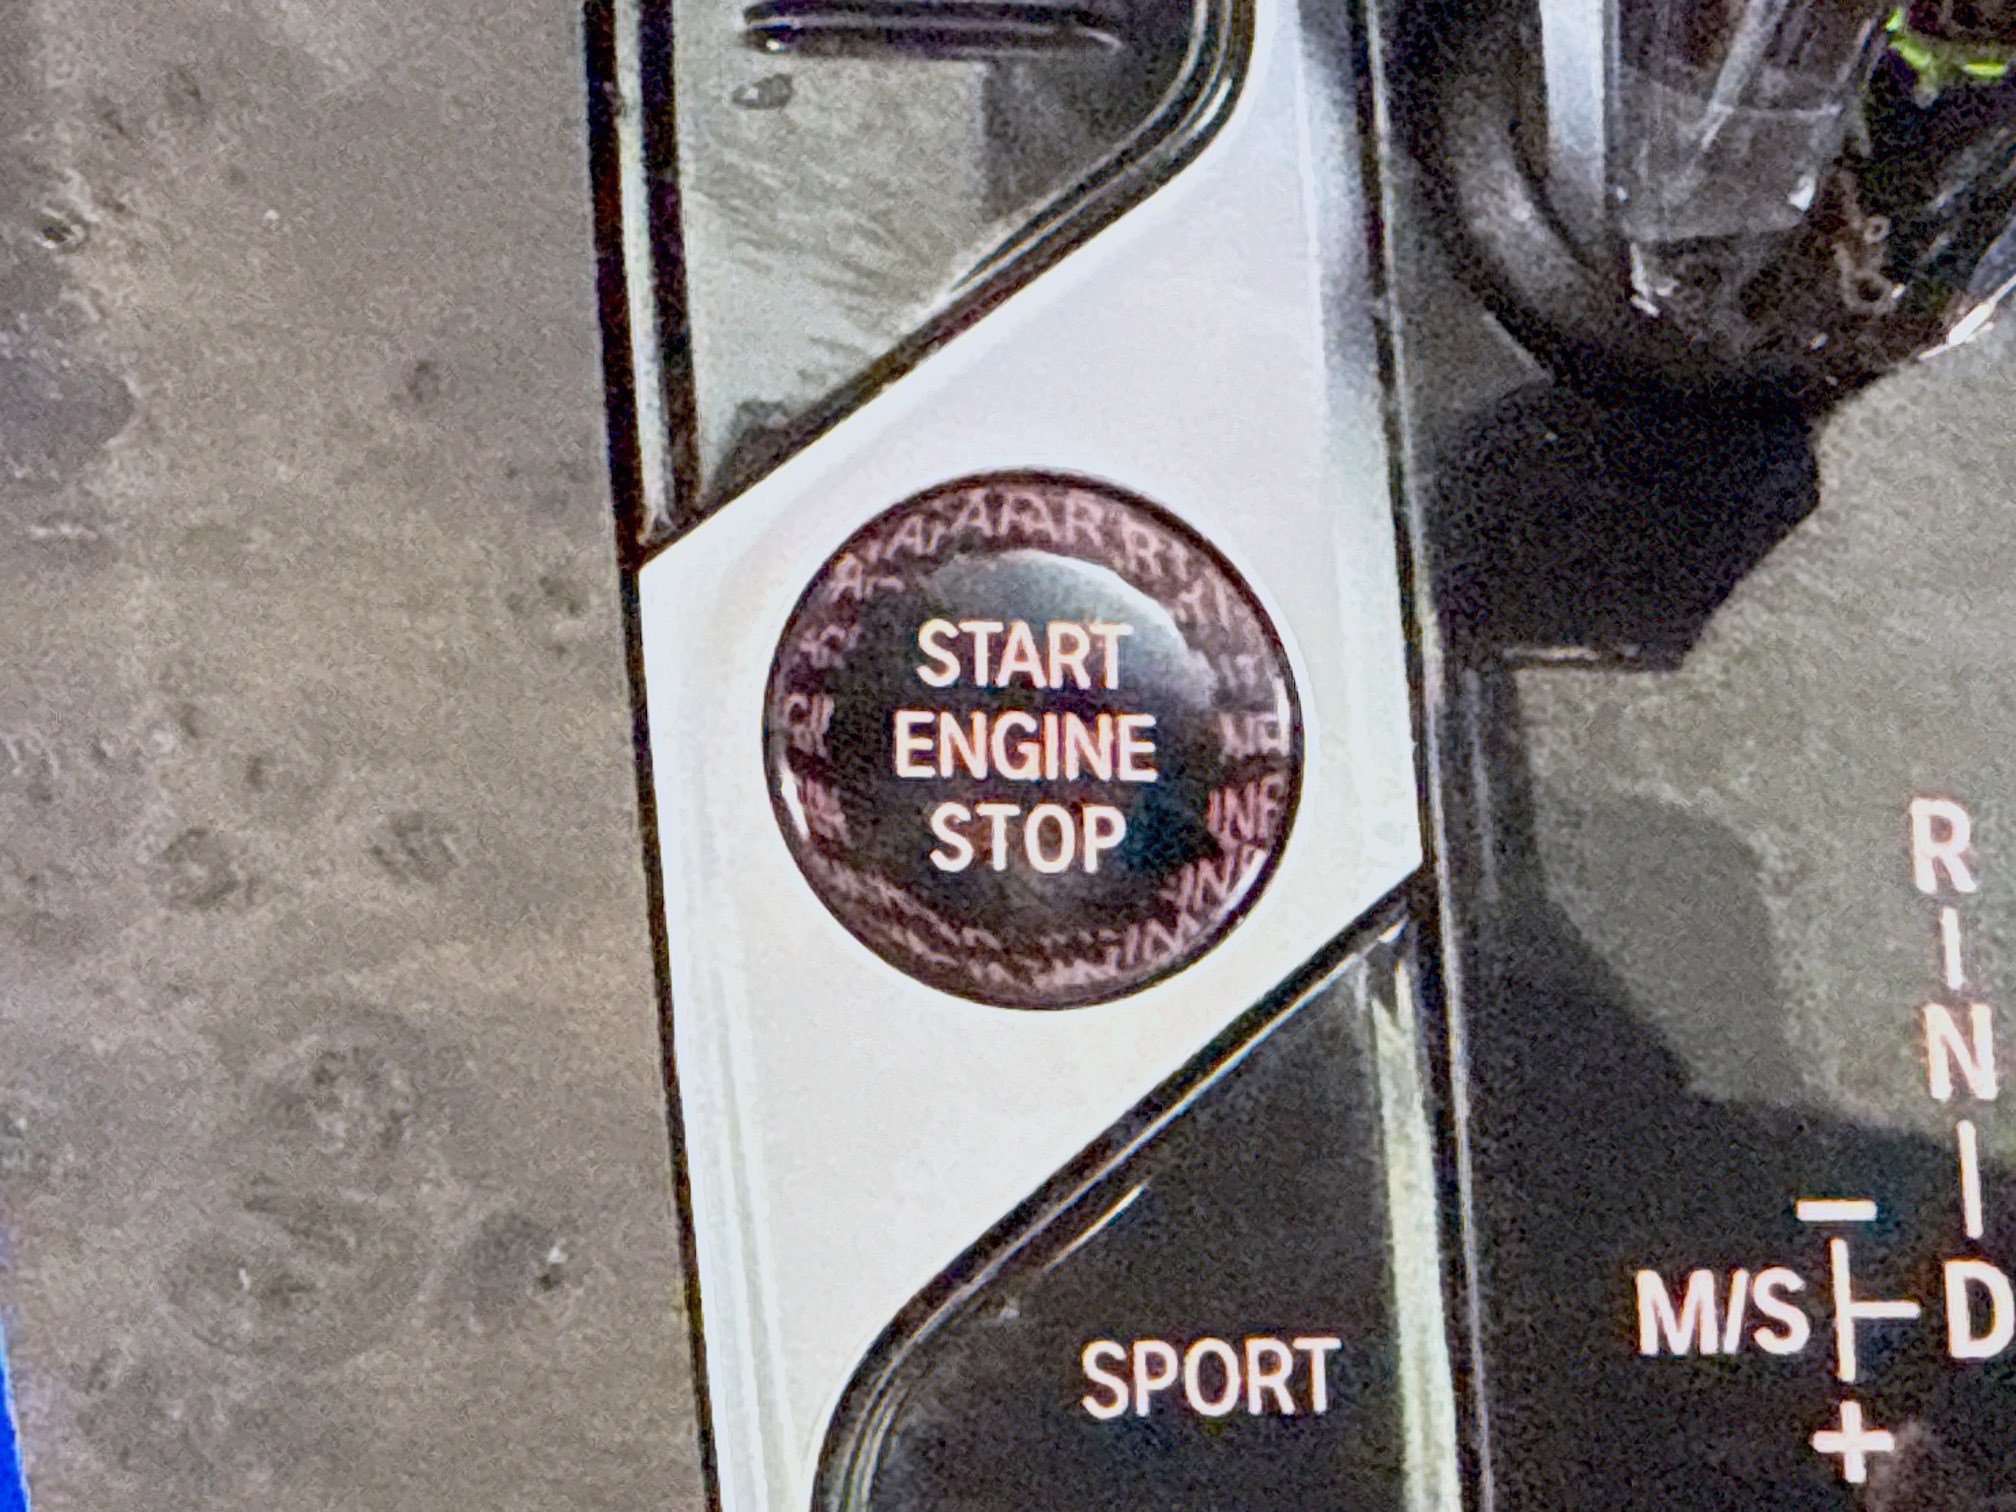 START
ENGINE
STOP
SPORT
R
N
−
M/S D
+